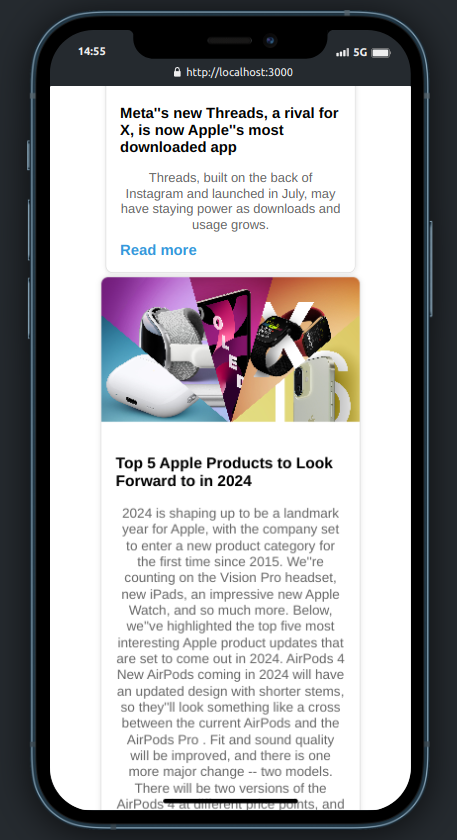 14:55
5G
http://localhost:3000
Meta''s new Threads, a rival for
X, is now Apple''s most
downloaded app
Threads, built on the back of
Instagram and launched in July, may
have staying power as downloads and
usage grows.
Read more
OLED
X
16
Top 5 Apple Products to Look
Forward to in 2024
2024 is shaping up to be a landmark
year for Apple, with the company set
to enter a new product category for
the first time since 2015. We''re
counting on the Vision Pro headset,
new iPads, an impressive new Apple
Watch, and so much more. Below,
we''ve highlighted the top five most
interesting Apple product updates that
are set to come out in 2024. AirPods 4
New AirPods coming in 2024 will have
an updated design with shorter stems,
so they''ll look something like a cross
between the current AirPods and the
AirPods Pro . Fit and sound quality
will be improved, and there is one
more major change -- two models.
There will be two versions of the
AirPods 4 at different price points, and